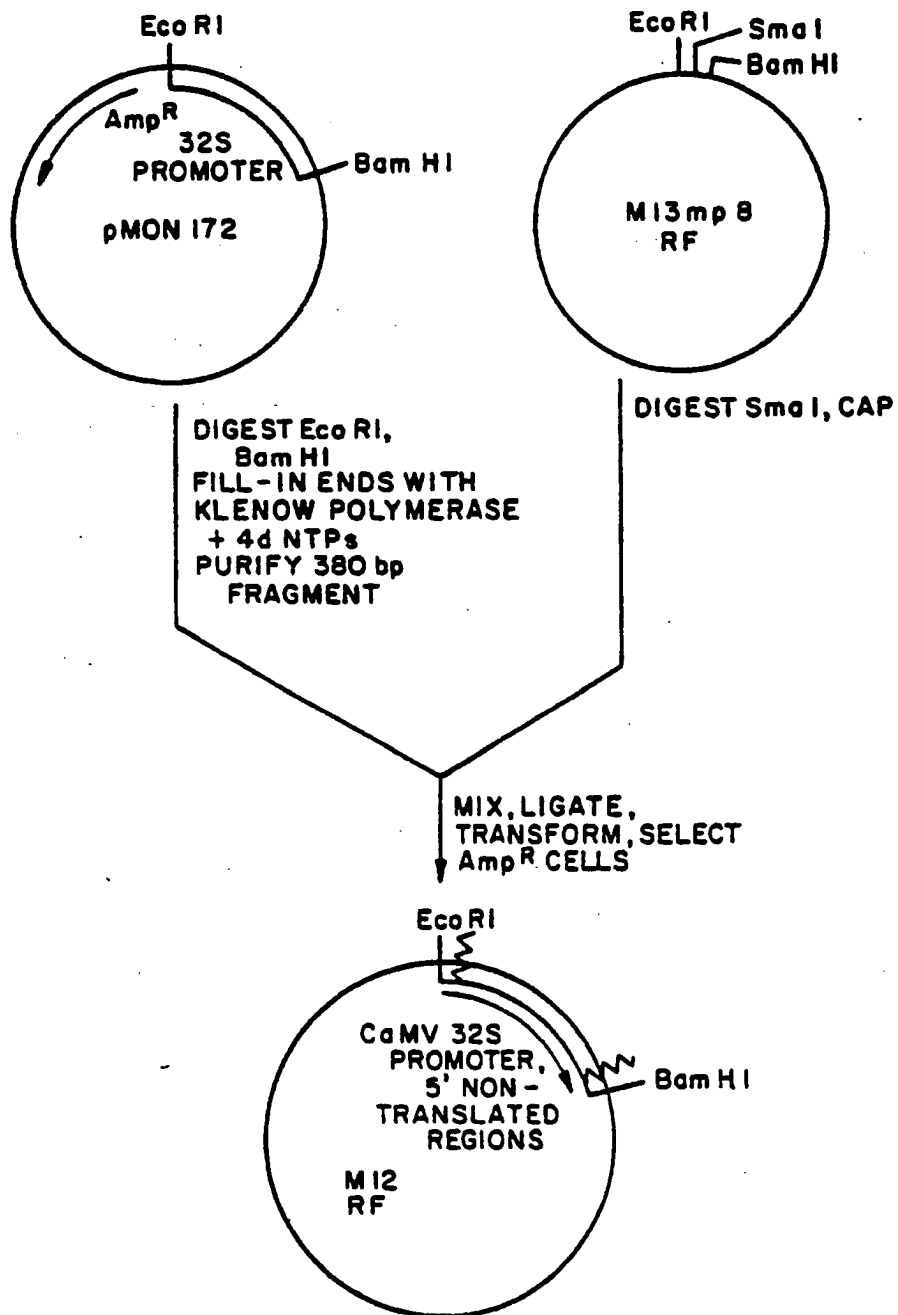 Eco RI
Amp R
32S
PROMOTER
Bam HI
pMON 172
Eco RI
Sma I
Bam HI
M13mp 8
RF
DIGEST Eco RI,
Bam HI
FILL-IN ENDS WITH
KLENOW POLYMERASE
+ 4d NTPs
PURIFY 380 bp
FRAGMENT
DIGEST Sma I, CAP
MIX, LIGATE,
TRANSFORM, SELECT
Amp R CELLS
Eco RI
CaMV 32S
PROMOTER,
5' NON-
TRANSLATED
REGIONS
Bam HI
M12
RF